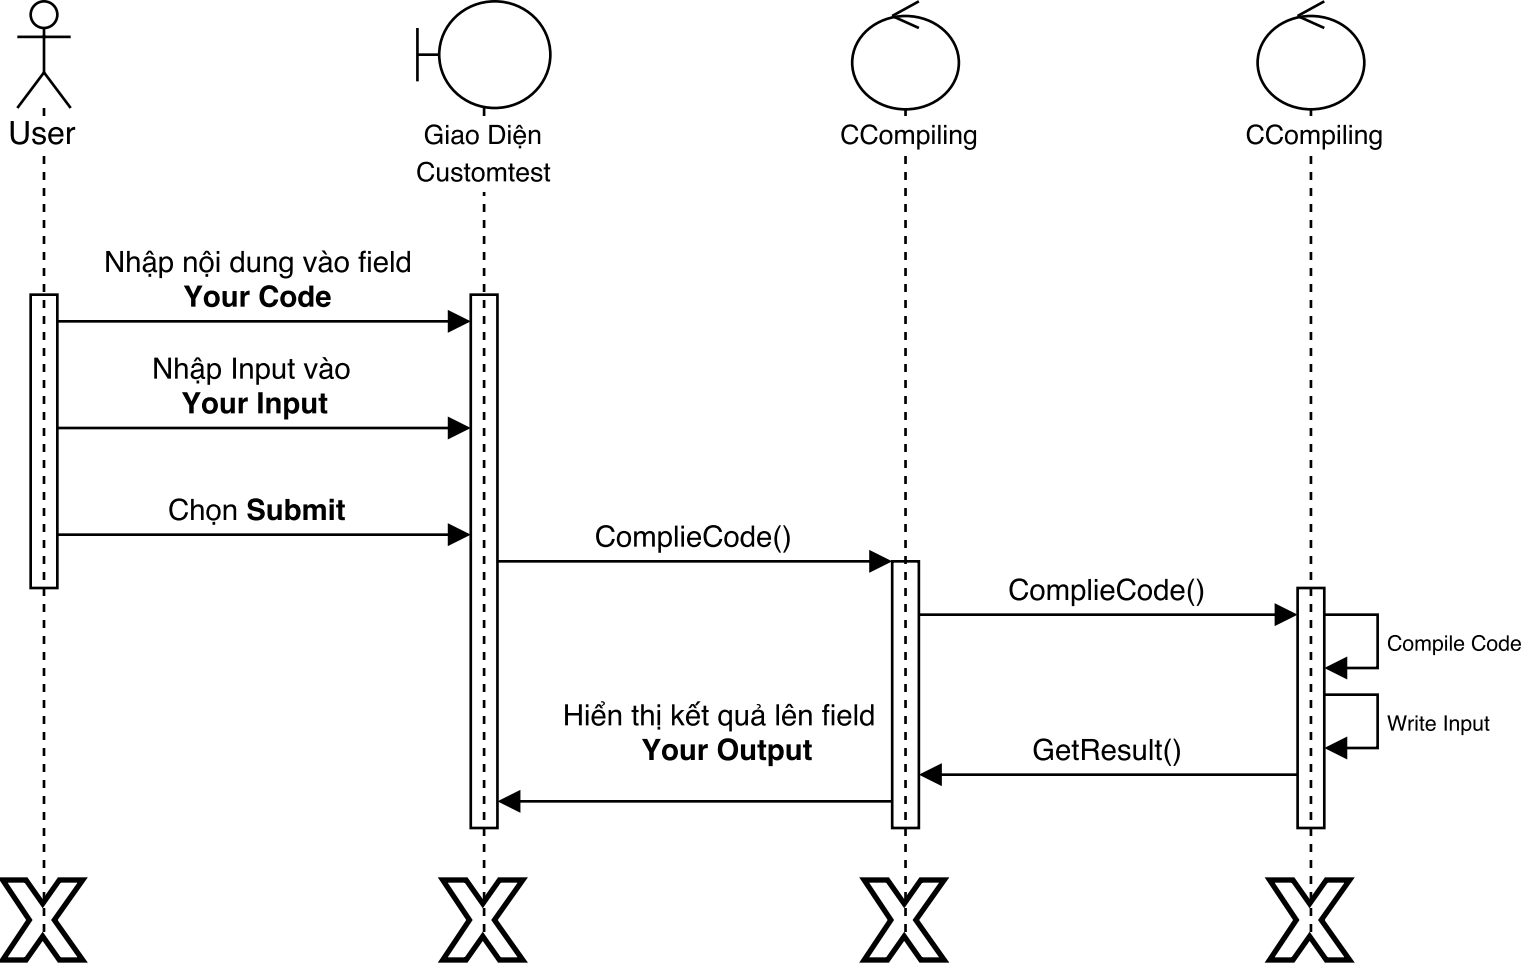 User
Giao Diện
Customtest
CCompiling
CCompiling
Nhập nội dung vào field
Your Code
Nhập Input vào
Your Input
Chọn Submit
ComplieCode()
ComplieCode()
Compile Code
Hiển thị kết quả lên field
Your Output
Write Input
GetResult()